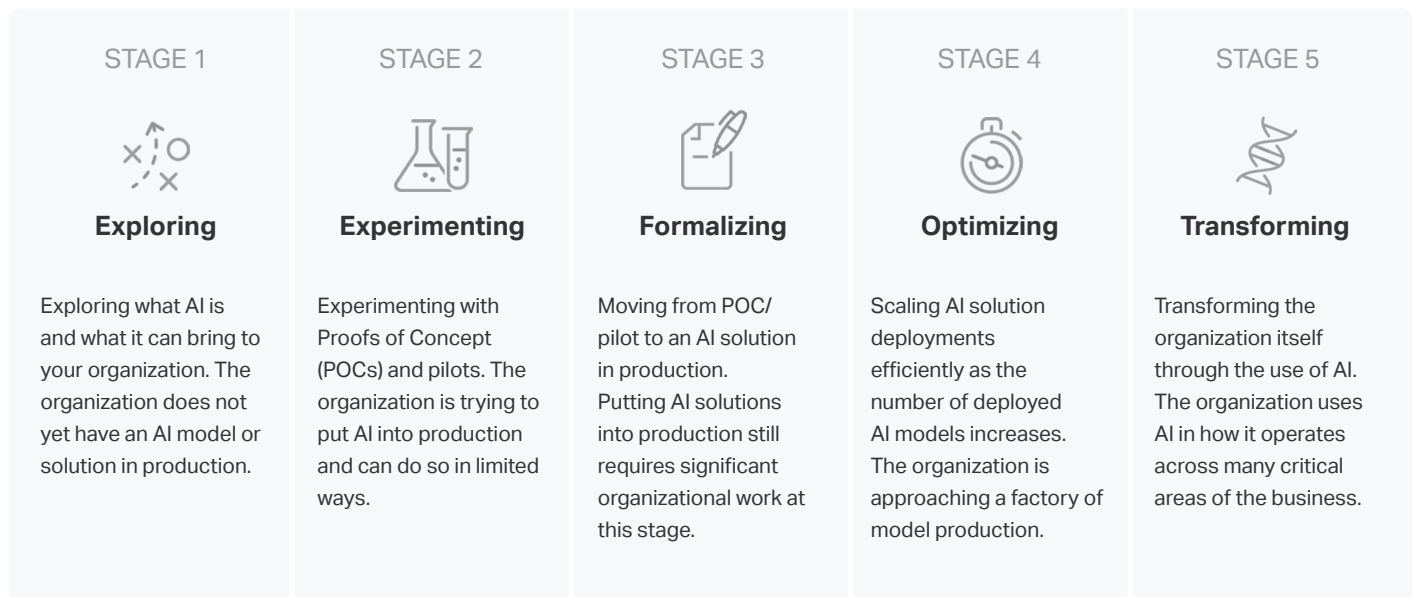 STAGE 1
Exploring
Exploring what AI is
and what it can bring to
your organization. The
organization does not
yet have an AI model or
solution in production.
STAGE 2
Experimenting
Experimenting with
Proofs of Concept
(POCs) and pilots. The
organization is trying to
put AI into production
and can do so in limited
ways.
STAGE 3
Formalizing
Moving from POC/
pilot to an AI solution
in production.
Putting AI solutions
into production still
requires significant
organizational work at
this stage.
STAGE 4
Optimizing
Scaling AI solution
deployments
efficiently as the
number of deployed
AI models increases.
The organization is
approaching a factory of
model production.
STAGE 5
Transforming
Transforming the
organization itself
through the use of AI.
The organization uses
AI in how it operates
across many critical
areas of the business.